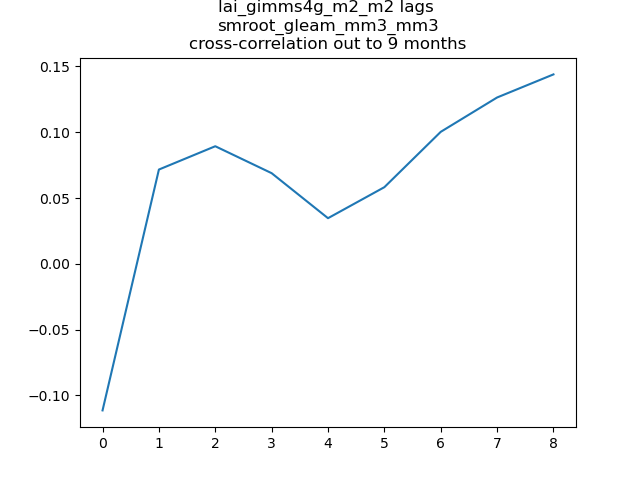 lai_gimms4g_m2_m2 lags
smroot_gleam_mm3_mm3
cross-correlation out to 9 months
0.15
0.10
0.05
0.00
−0.05
−0.10
0 1 2 3 4 5 6 7 8